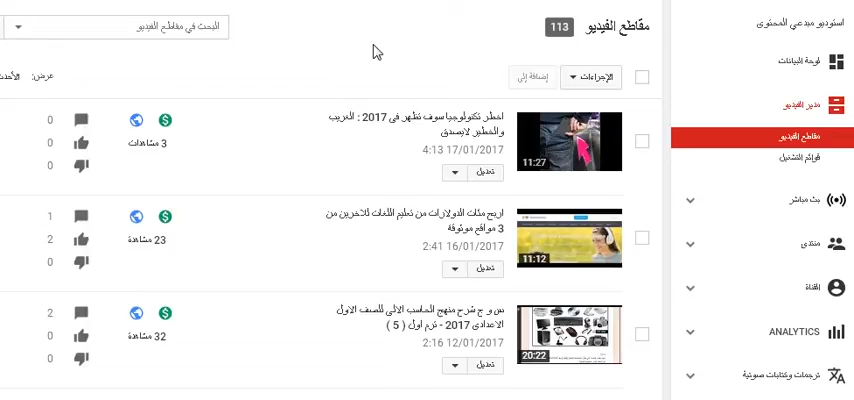 استوديو مبدعي المحتوى
لوحة البيانات
مدير الفيديو
مقاطع الفيديو
قوائم التشغيل
بث مباشر
منتدى
القناة
ANALYTICS
ترجمات وكتابات صوتية
مقاطع الفيديو 113
البحث في مقاطع الفيديو
الإجراءات
إضافة إلى
عرض:
الأحدث
اخطر تكنولوجيا سوف تظهر فى 2017 : الغريب
والخطير لايصدق
17/01/2017 4:13
تعديل
11:27
3 مشاهدات
0
0
0
اربح مئات الدولارات من تعليم اللغات للاخرين من
3 مواقع موثوقة
16/01/2017 2:41
تعديل
11:12
23 مشاهدة
1
2
0
س و ج شرح منهج الحاسب الالى للصف الاول
الاعدادى 2017 - ترم اول ( 5 )
12/01/2017 2:16
تعديل
20:22
32 مشاهدة
2
0
0